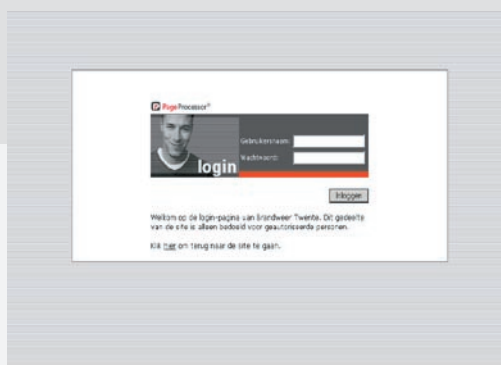 PageProcessor®
Gebruikersnaam:
Wachtwoord:
login
Inloggen
Welkom op de login-pagina van Brandweer Twente. Dit gedeelte
van de site is alleen bedoeld voor geautoriseerde personen.
Klik hier om terug naar de site te gaan.